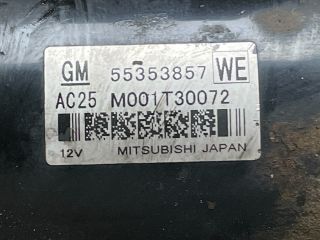 GM 55353857 WE
AC25 M001T30072
12V MITSUBISHI JAPAN